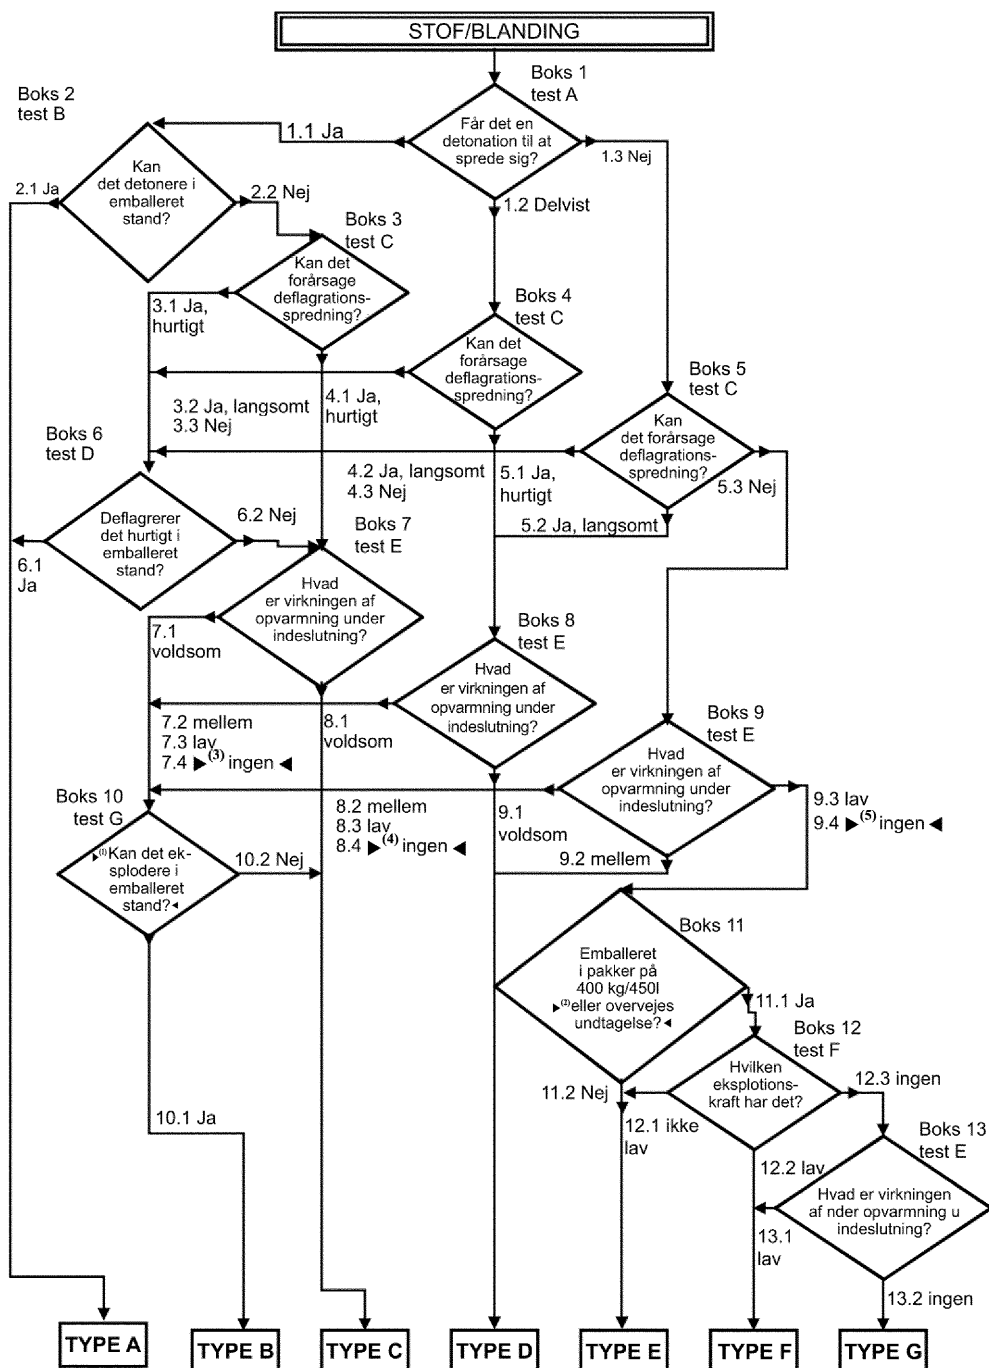 STOF/BLANDING
Boks 1
test A
Får det en
detonation til at
sprede sig?
1.1 Ja
1.3 Nej
1.2 Delvist
Boks 2
test B
Kan
det detonere i
emballeret
stand?
2.1 Ja
2.2 Nej
Boks 3
test C
Kan det
forårsage
deflagrations-
spredning?
3.1 Ja,
hurtigt
3.2 Ja, langsomt
3.3 Nej
Boks 4
test C
Kan det
forårsage
deflagrations-
spredning?
4.1 Ja,
hurtigt
4.2 Ja, langsomt
4.3 Nej
Boks 5
test C
Kan
det forårsage
deflagrations-
spredning?
5.1 Ja,
hurtigt
5.2 Ja, langsomt
5.3 Nej
Boks 6
test D
Deflagrerer
det hurtigt i
emballeret
stand?
6.1
Ja
6.2 Nej
Boks 7
test E
Hvad
er virkningen af
opvarmning under
indeslutning?
7.1
voldsom
7.2 mellem
7.3 lav
7.4 ▶(3) ingen ◀
Boks 8
test E
Hvad
er virkningen af
opvarmning under
indeslutning?
8.1
voldsom
8.2 mellem
8.3 lav
8.4 ▶(4) ingen ◀
Boks 9
test E
Hvad
er virkningen af
opvarmning under
indeslutning?
9.1
voldsom
9.2 mellem
9.3 lav
9.4 ▶(5) ingen ◀
Boks 10
test G
▶(1) Kan det ek-
splodere i
emballeret
stand? ◀
10.2 Nej
10.1 Ja
Boks 11
Emballeret
i pakker på
400 kg/450l
▶(2) eller overvejes
undtagelse? ◀
11.1 Ja
11.2 Nej
Boks 12
test F
Hvilken
eksplotions-
kraft har det?
12.1 ikke
lav
12.2 lav
12.3 ingen
Boks 13
test E
Hvad er virkningen
af nder opvarmning u
indeslutning?
13.1
lav
13.2 ingen
TYPE A
TYPE B
TYPE C
TYPE D
TYPE E
TYPE F
TYPE G